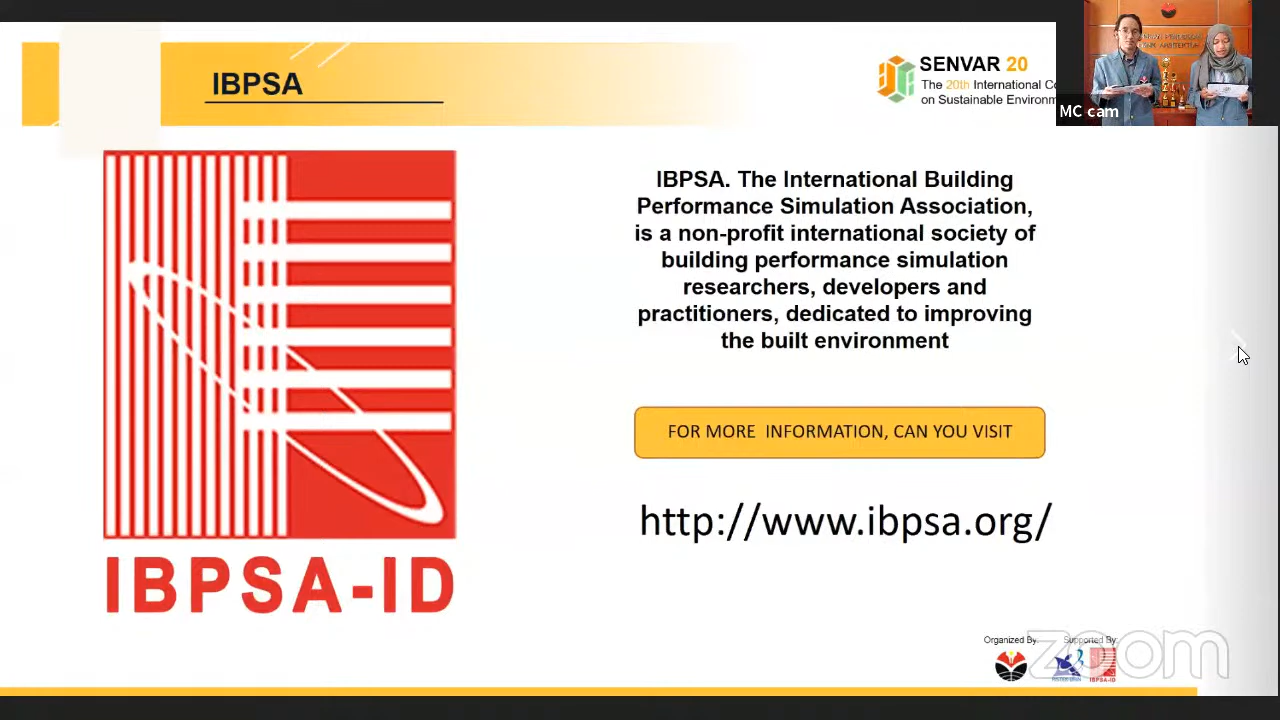 IBPSA
SENVAR 20
The 20th International Co
on Sustainable Environm
MC cam
IBPSA. The International Building
Performance Simulation Association,
is a non-profit international society of
building performance simulation
researchers, developers and
practitioners, dedicated to improving
the built environment
FOR MORE INFORMATION, CAN YOU VISIT
http://www.ibpsa.org/
IBPSA-ID
Organized By:
Supported By:
IBPSA-ID
zoom